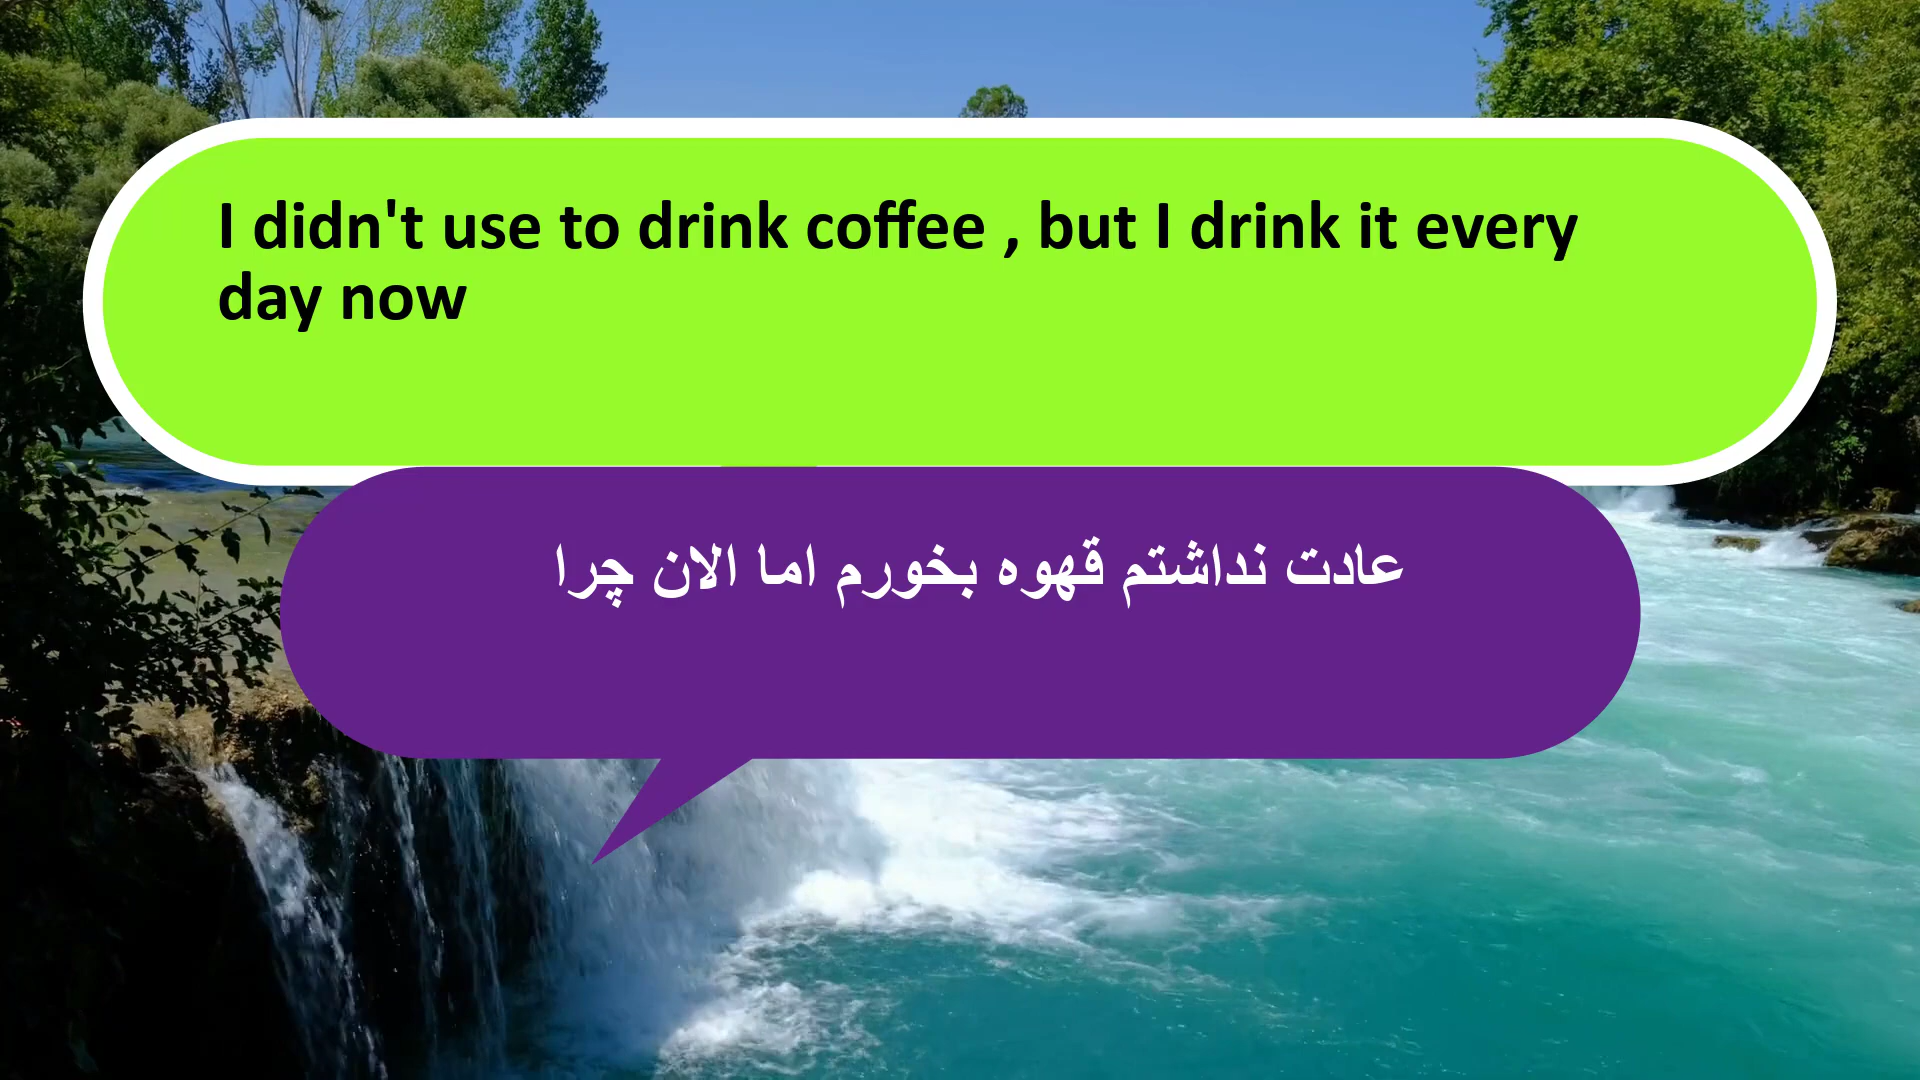 I didn't use to drink coffee , but I drink it every
day now
عادت نداشتم قهوه بخورم اما الان چرا